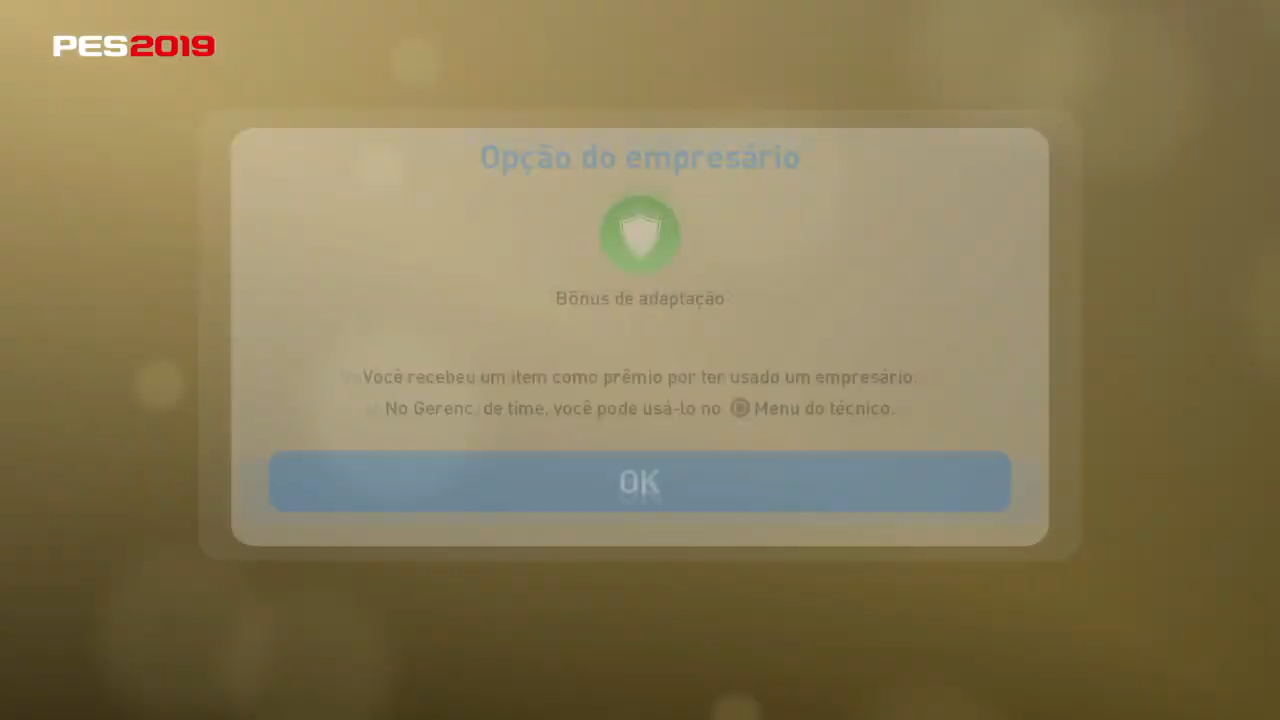 PES2019
Opção do empresário
Bônus de adaptação
Você recebeu um item como prêmio por ter usado um empresário.
No Gerenc. de time, você pode usá-lo no Menu do técnico.
OK